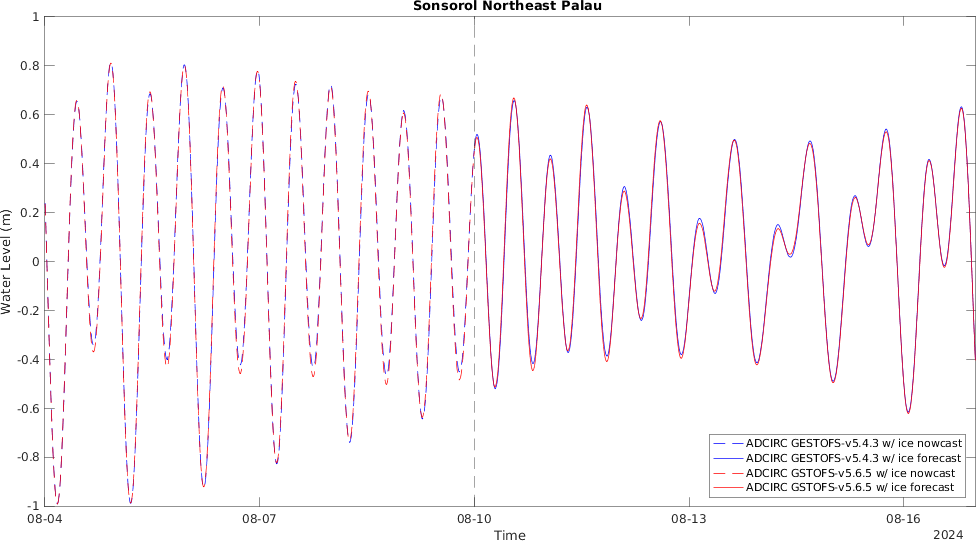 Sonsorol Northeast Palau
Water Level (m)
1
0.8
0.6
0.4
0.2
0
-0.2
-0.4
-0.6
-0.8
-1
08-04
08-07
08-10
08-13
08-16
Time
2024
ADCIRC GESTOFS-v5.4.3 w/ ice nowcast
ADCIRC GESTOFS-v5.4.3 w/ ice forecast
ADCIRC GSTOFS-v5.6.5 w/ ice nowcast
ADCIRC GSTOFS-v5.6.5 w/ ice forecast